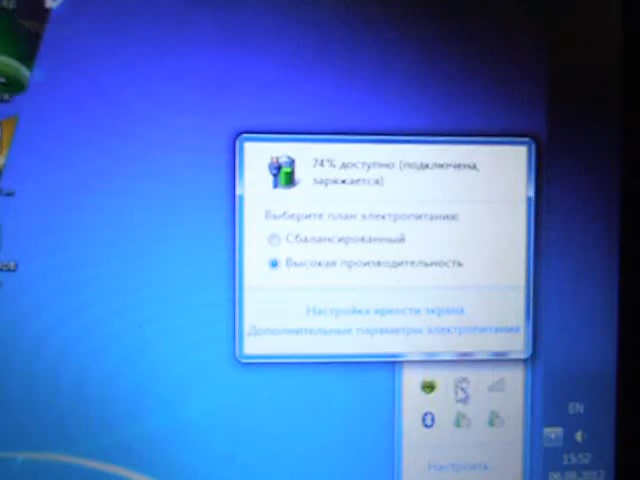 74% доступно (подключена,
заряжается)
Выберите план электропитания:
Сбалансированный
Высокая производительность
Настройка яркости экрана
Дополнительные параметры электропитания
EN
Настроить...
15:52